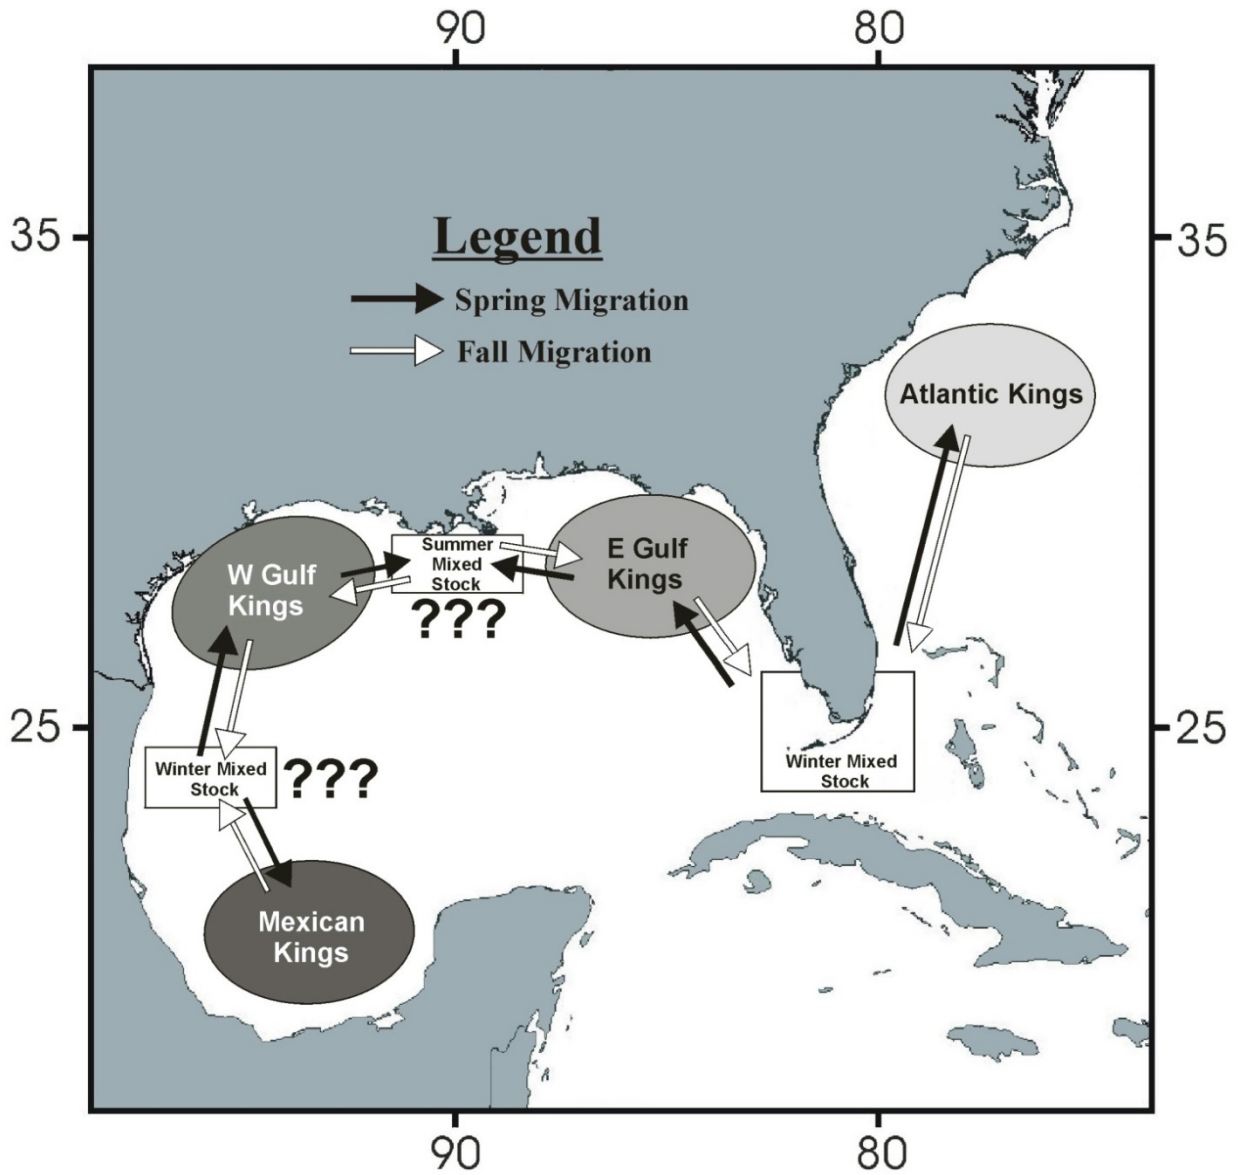 90 80
35 35
Legend
Spring Migration
Fall Migration
Atlantic Kings
Summer
Mixed
Stock
E Gulf
Kings
W Gulf
Kings
???
25 25
Winter Mixed
Stock
Winter Mixed
Stock
???
Mexican
Kings
90 80